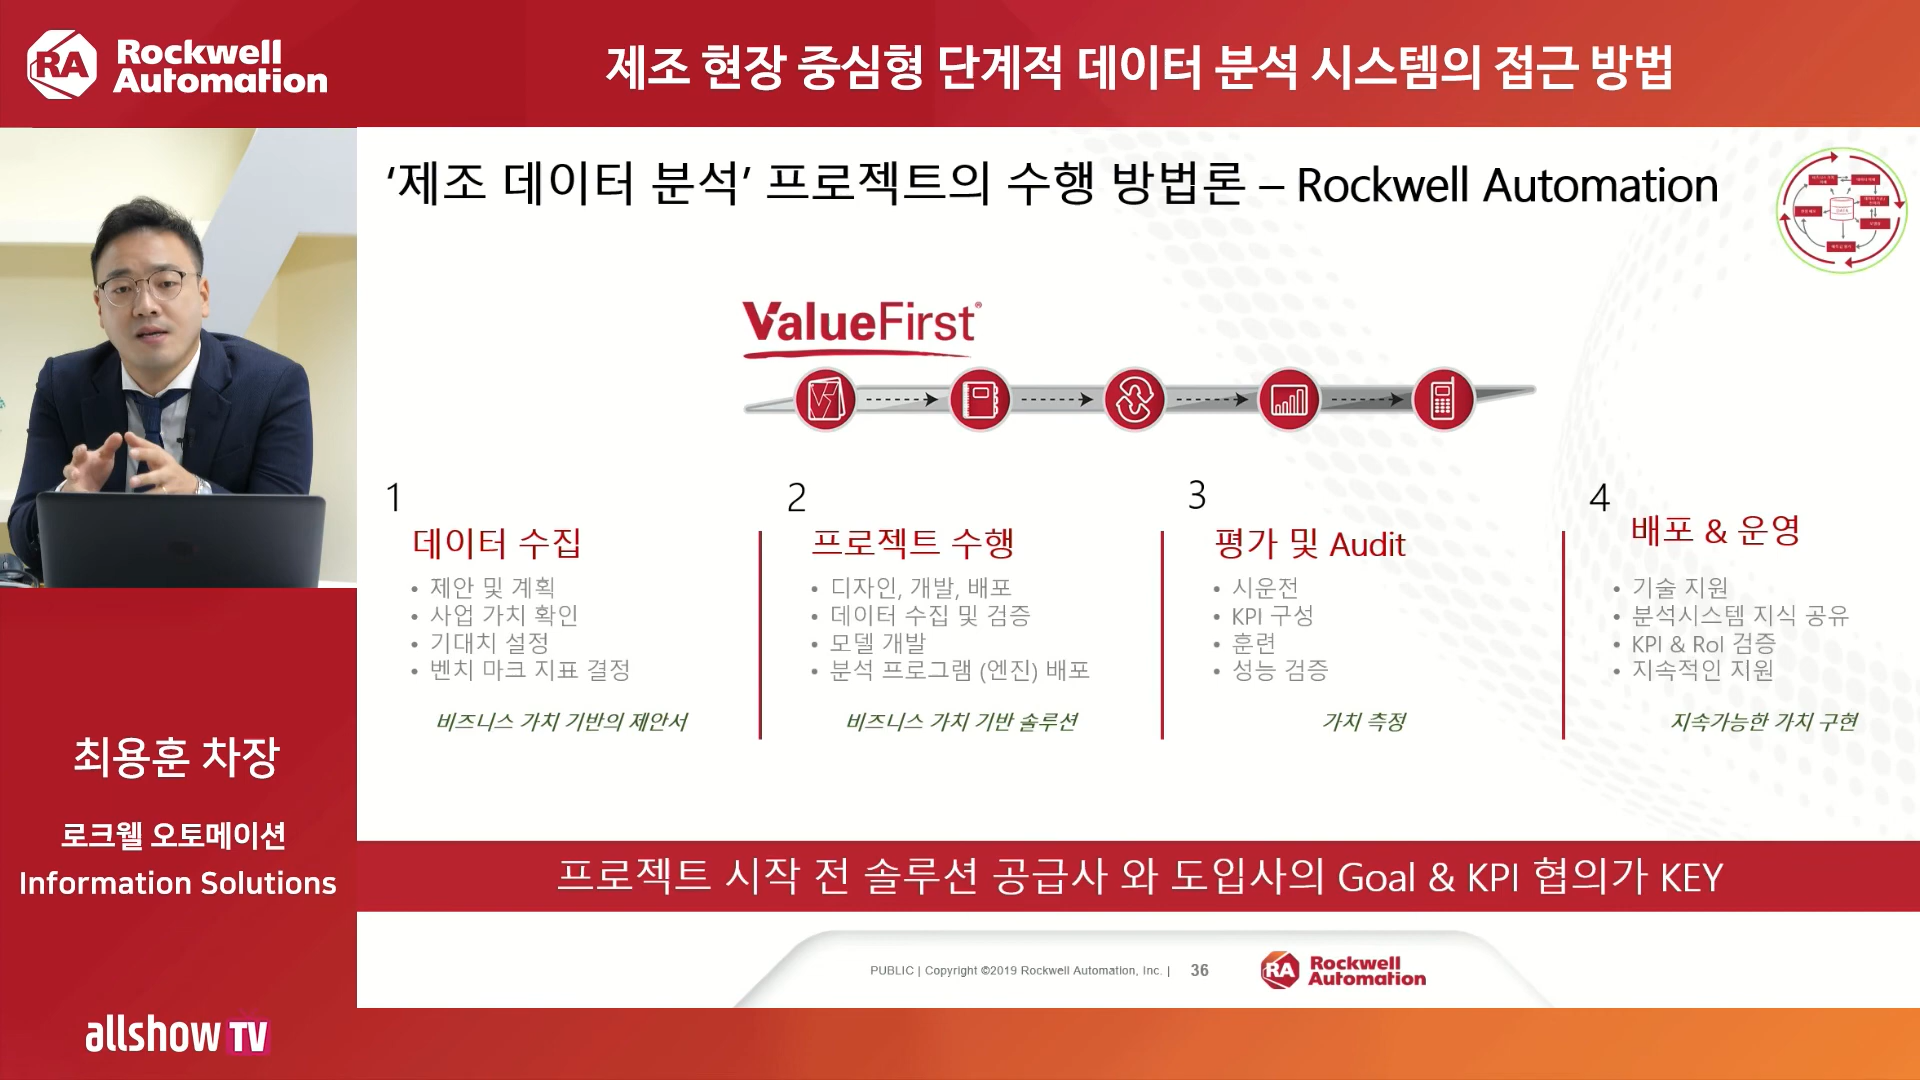 Rockwell
Automation
제조 현장 중심형 단계적 데이터 분석 시스템의 접근 방법
‘제조 데이터 분석’ 프로젝트의 수행 방법론 – Rockwell Automation
ValueFirst®
1
데이터 수집
• 제안 및 계획
• 사업 가치 확인
• 기대치 설정
• 벤치 마크 지표 결정
비즈니스 가치 기반의 제안서
2
프로젝트 수행
• 디자인, 개발, 배포
• 데이터 수집 및 검증
• 모델 개발
• 분석 프로그램 (엔진) 배포
비즈니스 가치 기반 솔루션
3
평가 및 Audit
• 시운전
• KPI 구성
• 훈련
• 성능 검증
가치 측정
4
배포 & 운영
• 기술 지원
• 분석시스템 지식 공유
• KPI & RoI 검증
• 지속적인 지원
지속가능한 가치 구현
프로젝트 시작 전 솔루션 공급사 와 도입사의 Goal & KPI 협의가 KEY
PUBLIC | Copyright ©2019 Rockwell Automation, Inc. | 36
RA Rockwell
Automation
최용훈 차장
로크웰 오토메이션
Information Solutions
allshow TV